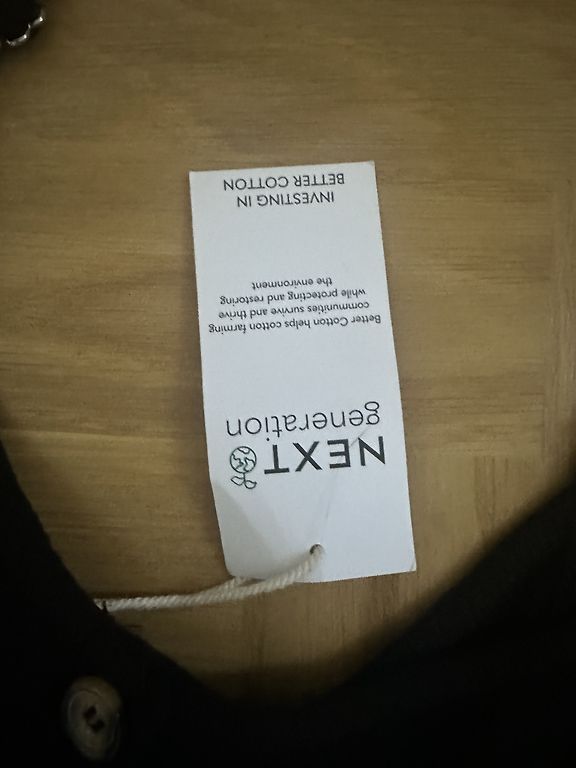 NEXT
generation
Better Cotton helps cotton farming
communities survive and thrive
while protecting and restoring
the environment
INVESTING IN
BETTER COTTON